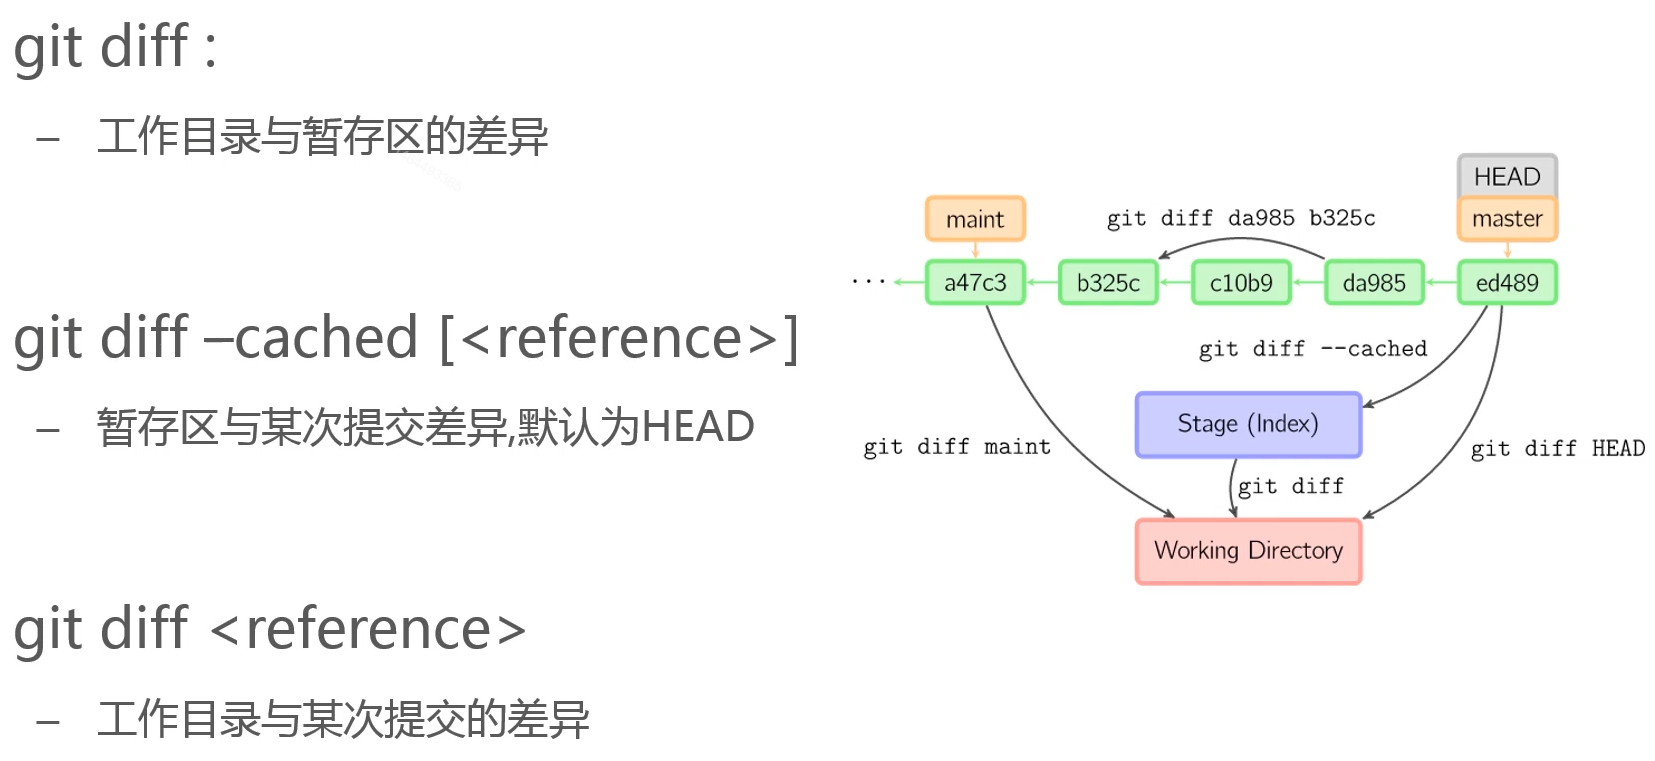 git diff :
– 工作目录与暂存区的差异
git diff –cached [<reference>]
– 暂存区与某次提交差异,默认为HEAD
git diff <reference>
– 工作目录与某次提交的差异
HEAD
maint
git diff da985 b325c
master
...
a47c3
b325c
c10b9
da985
ed489
git diff --cached
Stage (Index)
git diff maint
git diff HEAD
git diff
Working Directory